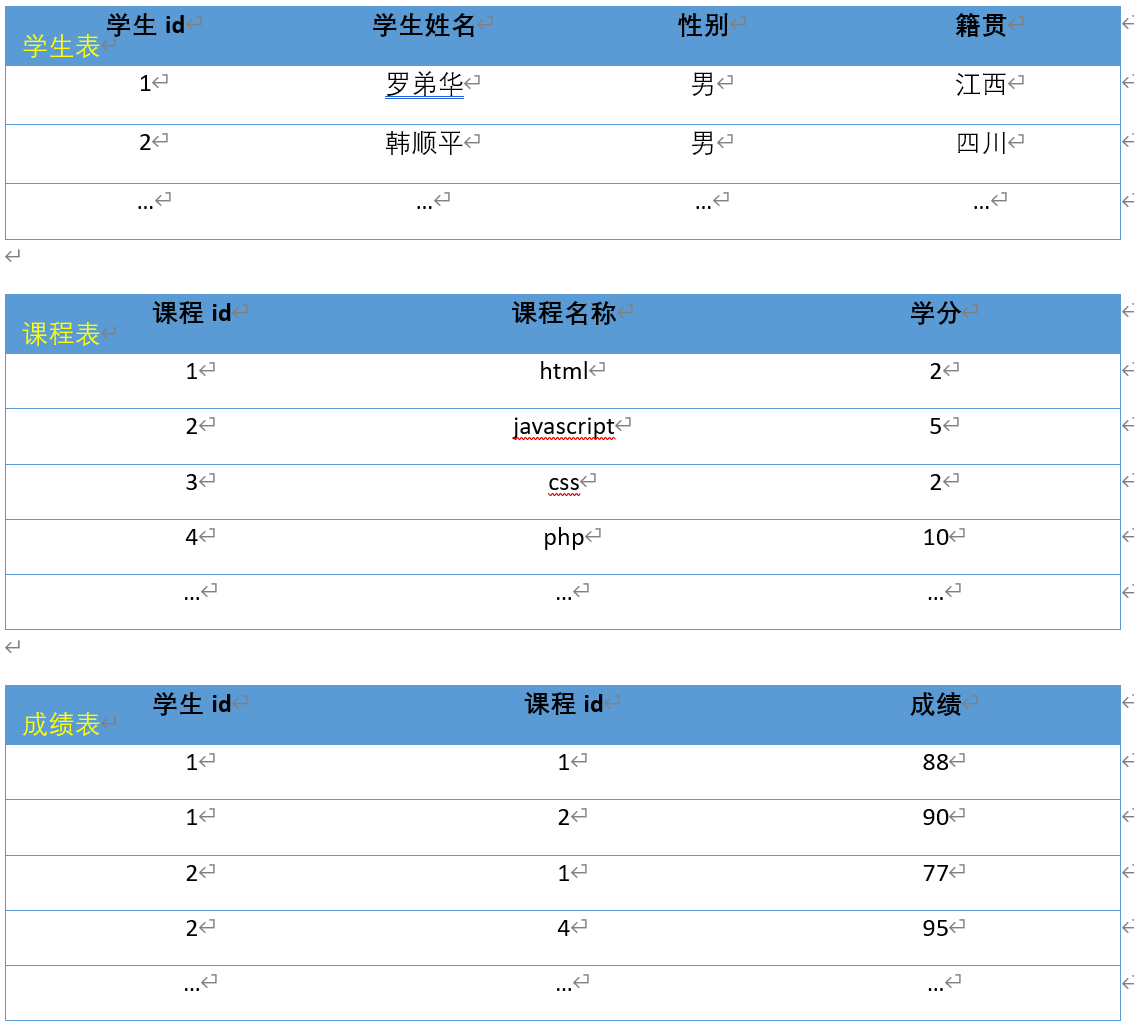 学生 id 学生姓名 性别 籍贯
学生表
1 罗弟华 男 江西
2 韩顺平 男 四川
... ... ... ...
课程 id 课程名称 学分
课程表
1 html 2
2 javascript 5
3 css 2
4 php 10
... ... ...
学生 id 课程 id 成绩
成绩表
1 1 88
1 2 90
2 1 77
2 4 95
... ... ...